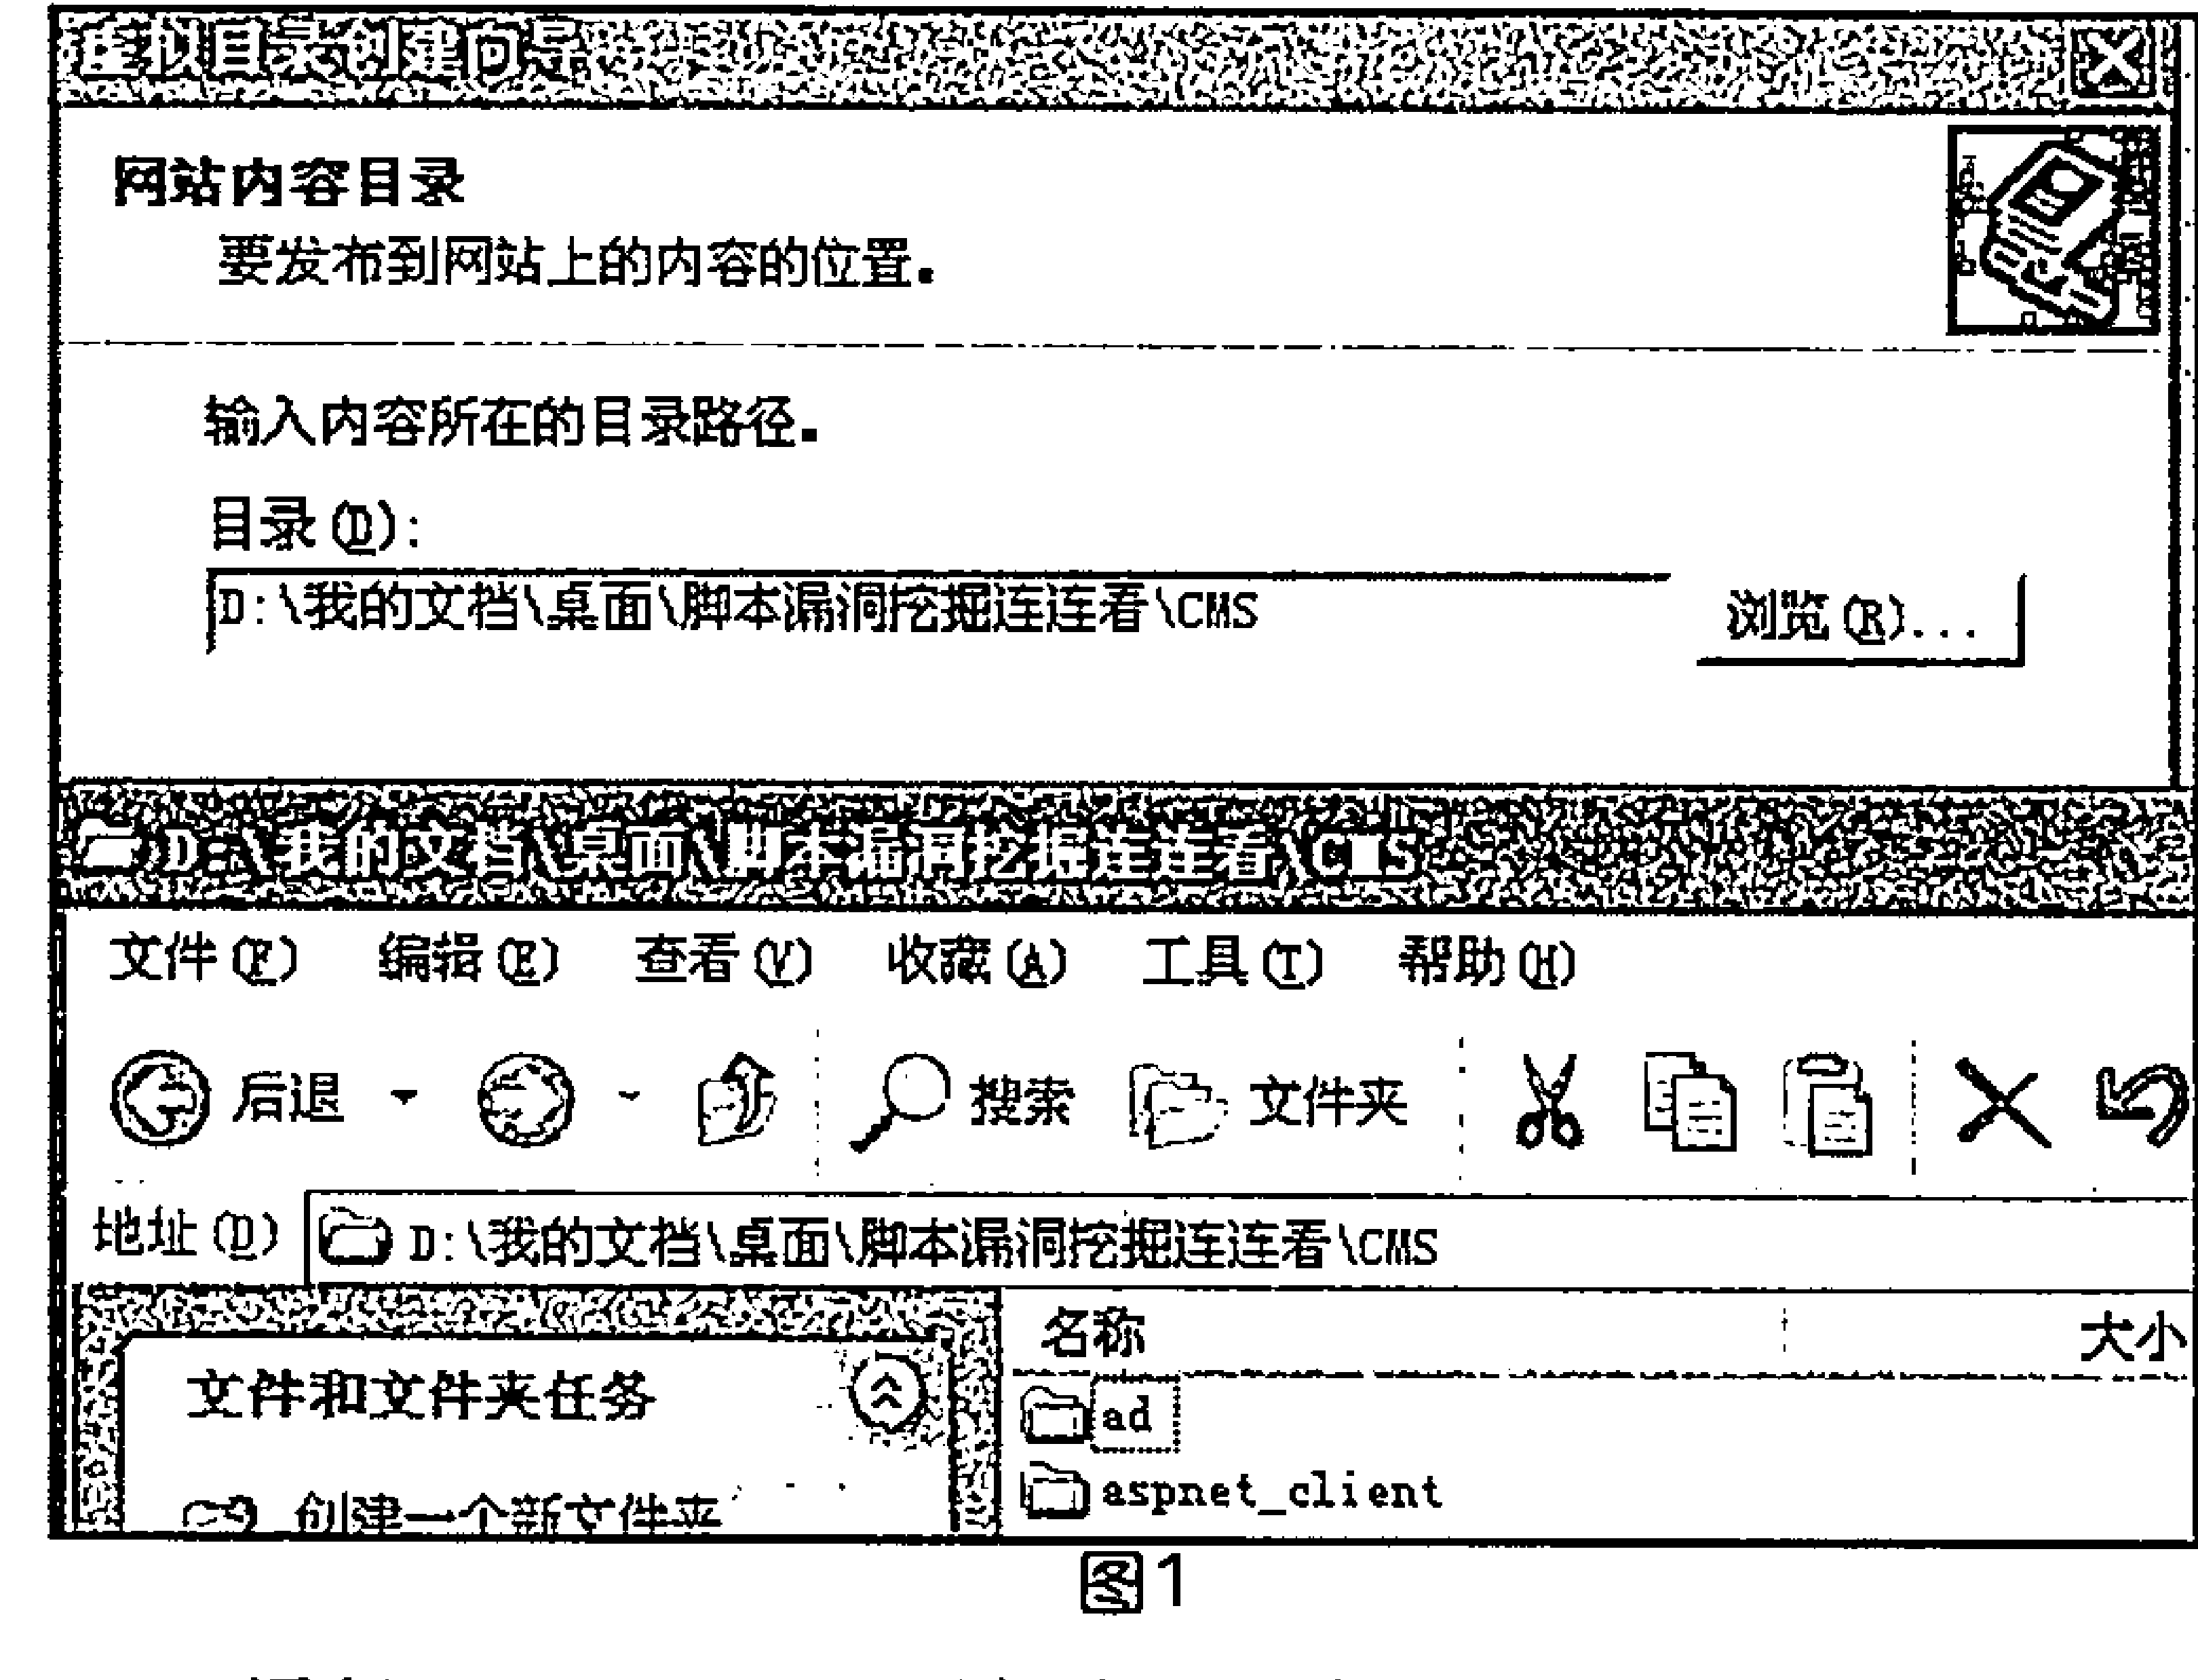 虚拟目录创建向导
网站内容目录
要发布到网站上的内容的位置。
输入内容所在的目录路径。
目录(D):
D:\我的文档\桌面\脚本漏洞挖掘连连看\CMS
浏览(R)...
D:\我的文档\桌面\脚本漏洞挖掘连连看\CMS
文件(F) 编辑(E) 查看(V) 收藏(A) 工具(T) 帮助(H)
后退 搜索 文件夹
地址(D) D:\我的文档\桌面\脚本漏洞挖掘连连看\CMS
名称 大小
文件和文件夹任务
ad
aspnet_client
创建一个新文件夹
图1